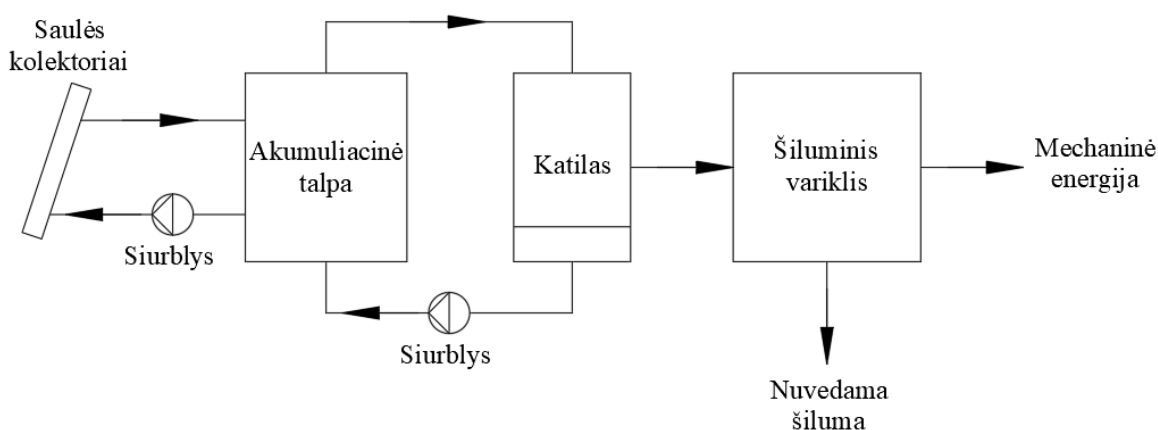 Saulės
kolektoriai
Siurblys
Akumuliacinė
talpa
Siurblys
Katilas
Šiluminis
variklis
Mechaninė
energija
Nuvedama
šiluma